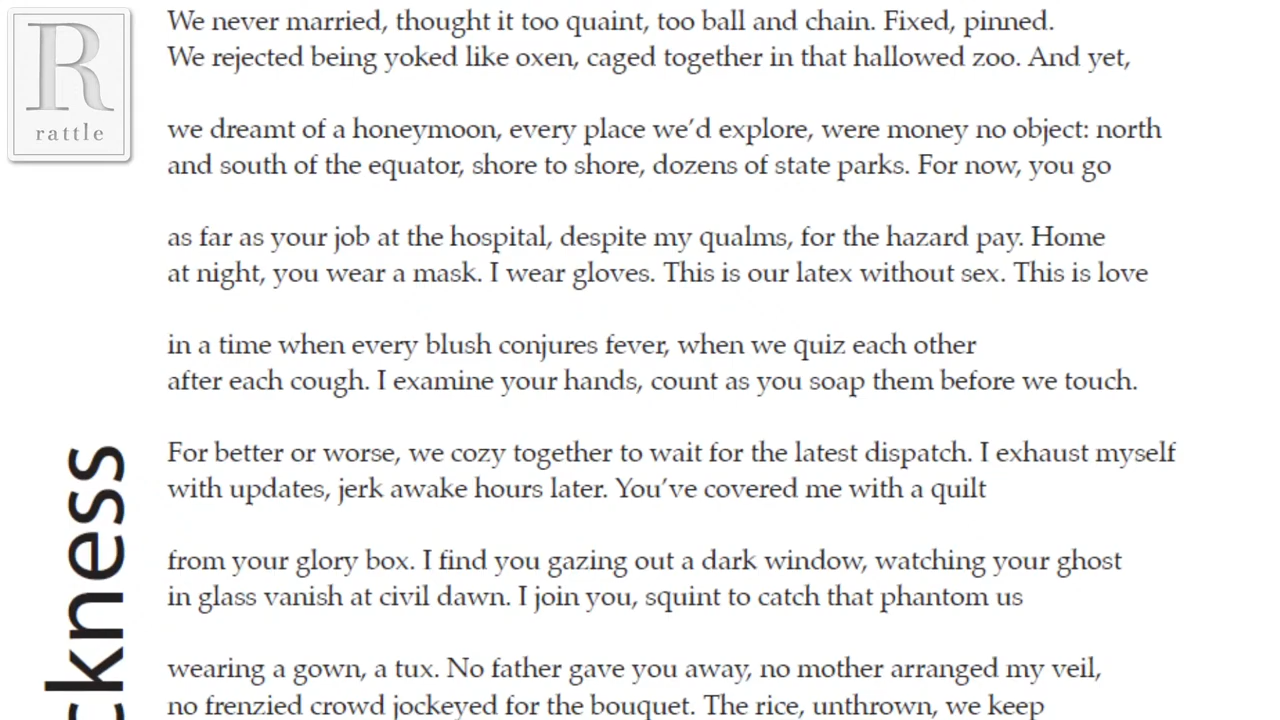 R
rattle
We never married, thought it too quaint, too ball and chain. Fixed, pinned.
We rejected being yoked like oxen, caged together in that hallowed zoo. And yet,
we dreamt of a honeymoon, every place we’d explore, were money no object: north
and south of the equator, shore to shore, dozens of state parks. For now, you go
as far as your job at the hospital, despite my qualms, for the hazard pay. Home
at night, you wear a mask. I wear gloves. This is our latex without sex. This is love
in a time when every blush conjures fever, when we quiz each other
after each cough. I examine your hands, count as you soap them before we touch.
For better or worse, we cozy together to wait for the latest dispatch. I exhaust myself
with updates, jerk awake hours later. You’ve covered me with a quilt
from your glory box. I find you gazing out a dark window, watching your ghost
in glass vanish at civil dawn. I join you, squint to catch that phantom us
wearing a gown, a tux. No father gave you away, no mother arranged my veil,
no frenzied crowd jockeyed for the bouquet. The rice, unthrown, we keep
ckness